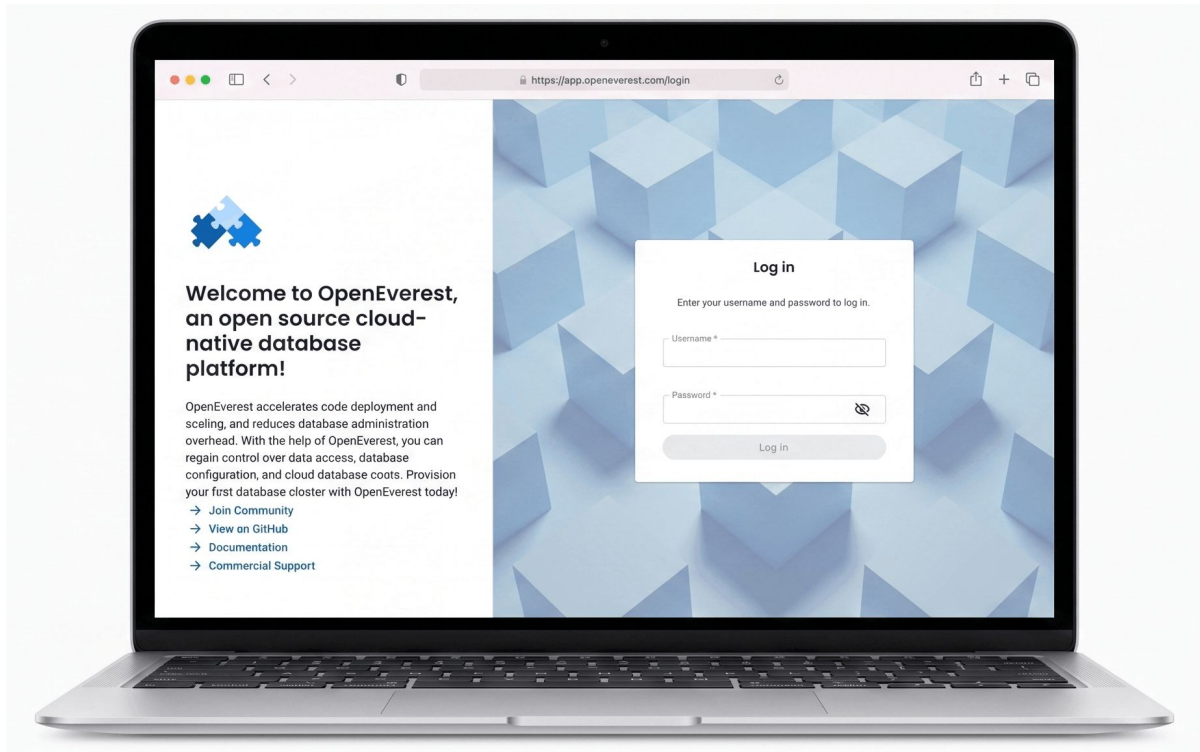 https://app.openeverest.com/login
Welcome to OpenEverest,
an open source cloud-
native database
platform!
OpenEverest accelerates code deployment and
sceling, and reduces database administration
overhead. With the help of OpenEverest, you can
regain control over data access, database
configuration, and cloud database coots. Provision
your first database closter with OpenEverest today!
→ Join Community
→ View on GitHub
→ Documentation
→ Commercial Support
Log in
Enter your username and password to log in.
Username *
Password *
Log in